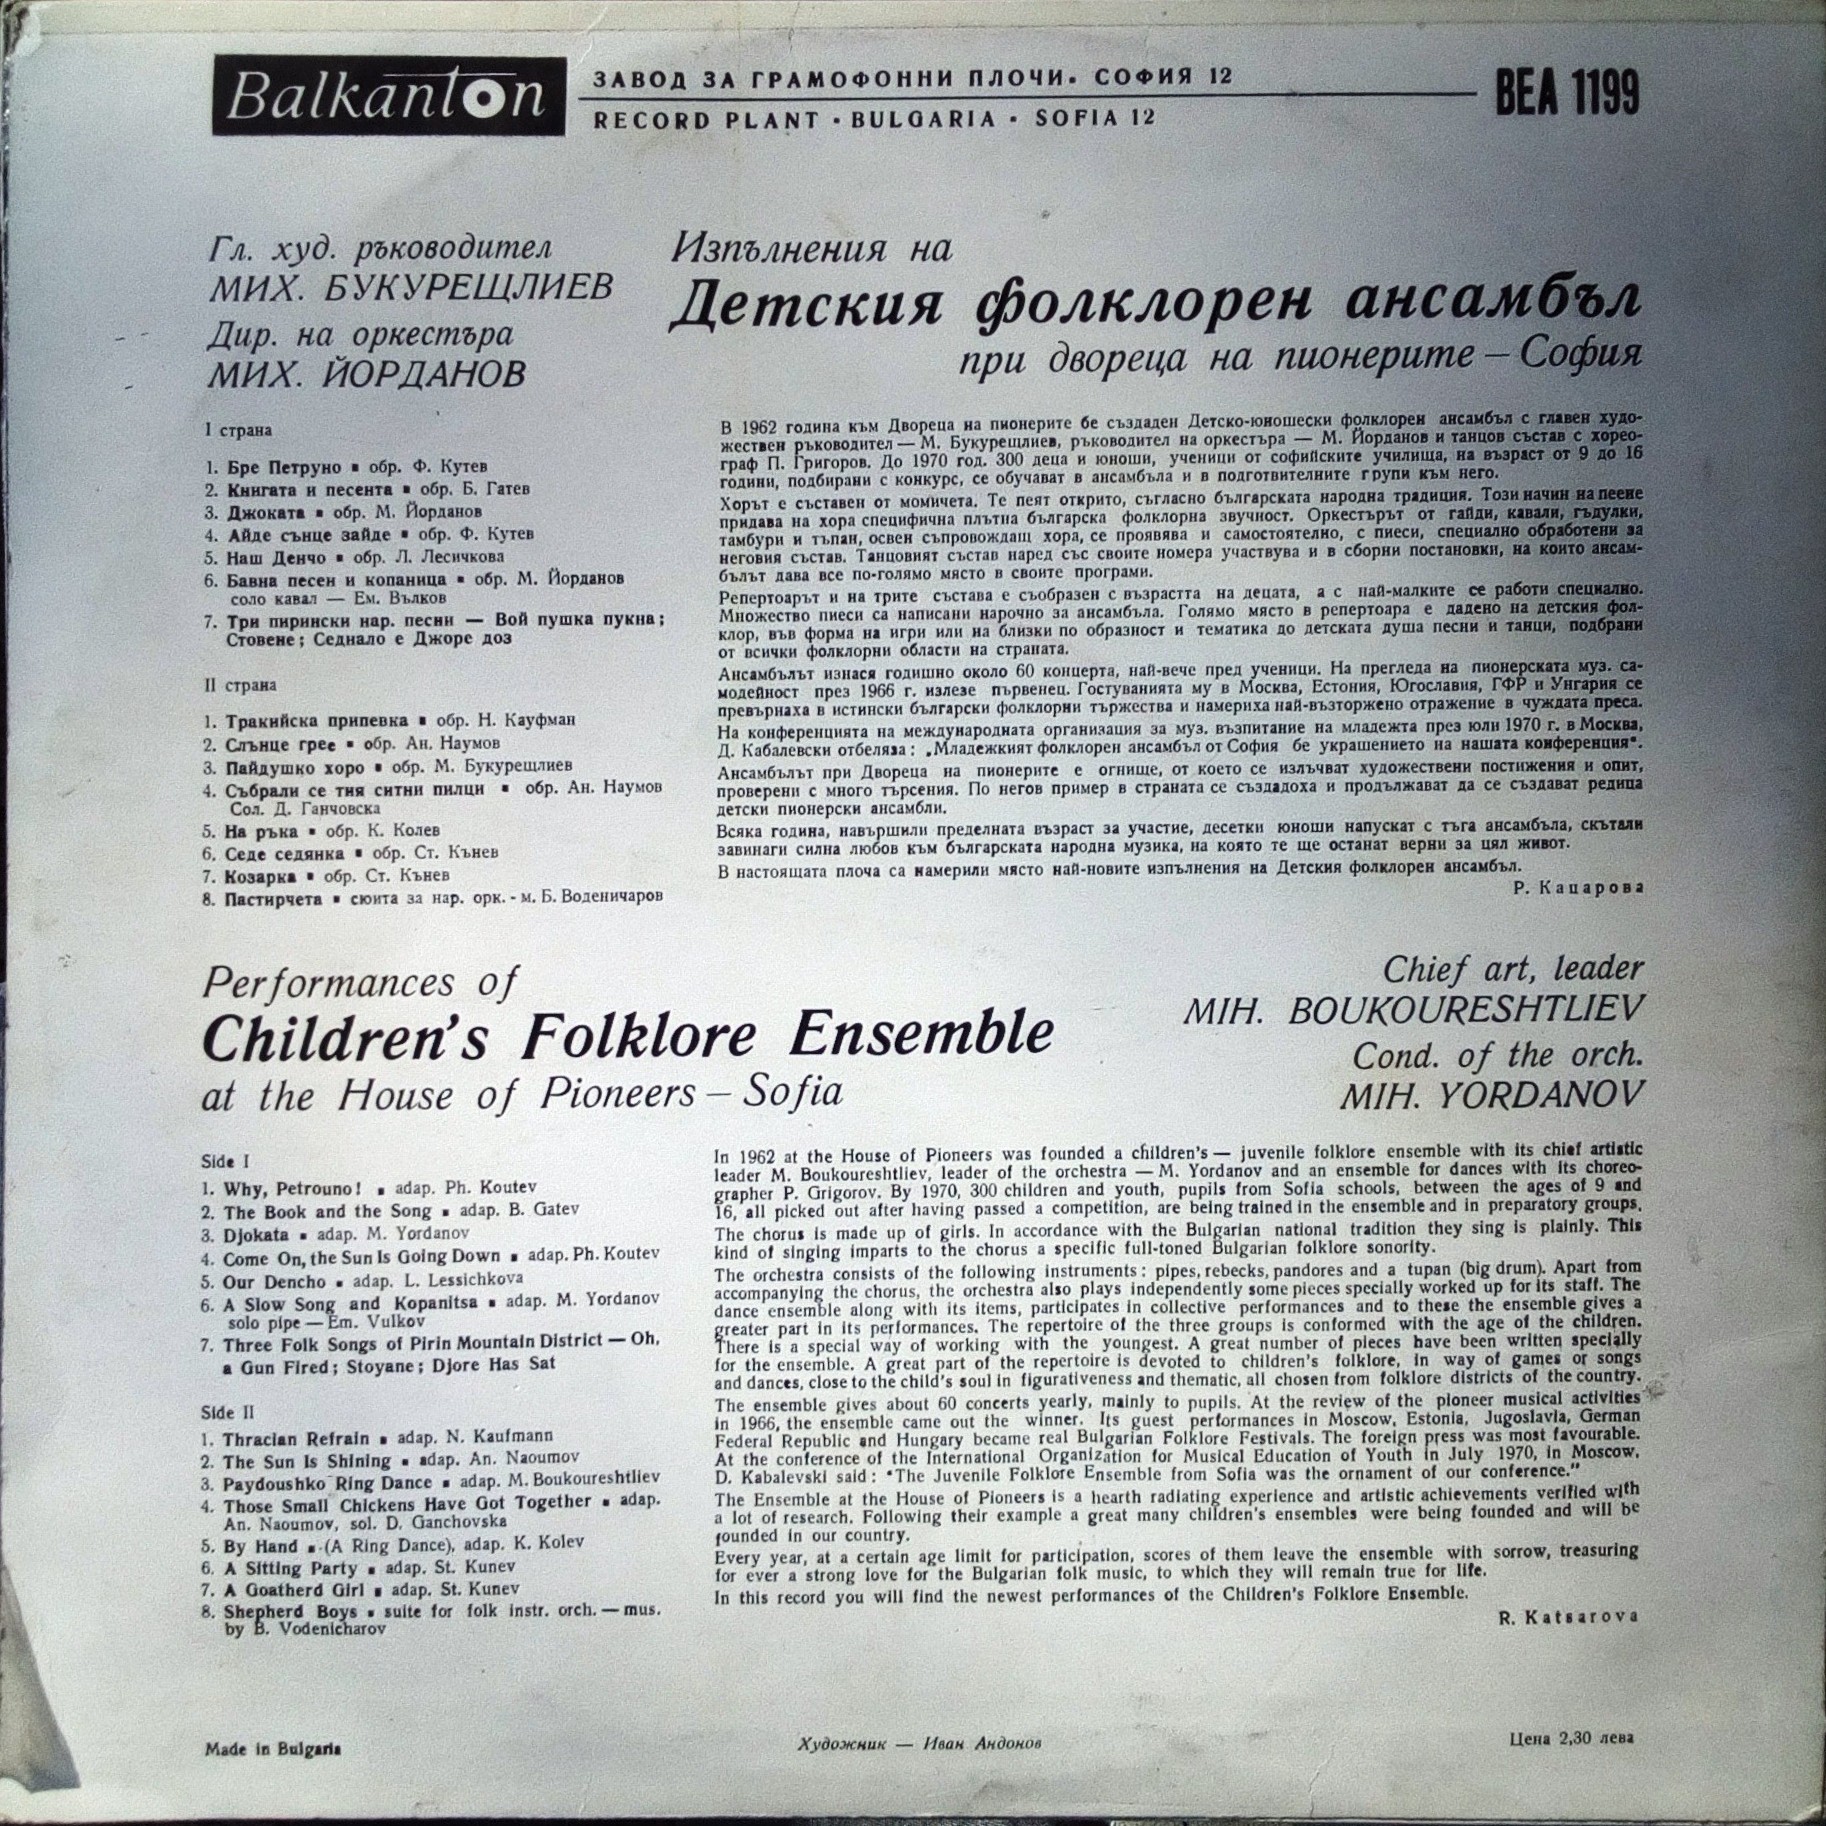 Balkanton
ЗАВОД ЗА ГРАМОФОННИ ПЛОЧИ • СОФИЯ 12
RECORD PLANT • BULGARIA • SOFIA 12
ВЕА 1199
Гл. худ. ръководител
МИХ. БУКУРЕЩЛИЕВ
Дир. на оркестъра
МИХ. ЙОРДАНОВ
Изпълнения на
Детския фолклорен ансамбъл
при двореца на пионерите – София
I страна
1. Бре Петруно ▪ обр. Ф. Кутев
2. Книгата и песента ▪ обр. Б. Гатев
3. Джоката ▪ обр. М. Йорданов
4. Айде сънце зайде ▪ обр. Ф. Кутев
5. Наш Денчо ▪ обр. Л. Лесичкова
6. Бавна песен и копаница ▪ обр. М. Йорданов
соло кавал — Ем. Вълков
7. Три пирински нар. песни — Вой пушка пукна;
Стовене; Седнало е Джоре доз
II страна
1. Тракийска припевка ▪ обр. Н. Кауфман
2. Слънце грее ▪ обр. Ан. Наумов
3. Пайдушко хоро ▪ обр. М. Букурещлиев
4. Събрали се тия ситни пилци ▪ обр. Ан. Наумов
Сол. Д. Ганчовска
5. На ръка ▪ обр. К. Колев
6. Седе седянка ▪ обр. Ст. Кънев
7. Козарка ▪ обр. Ст. Кънев
8. Пастирчета ▪ сюита за нар. орк. - м. Б. Воденичаров
В 1962 година към Двореца на пионерите бе създаден Детско-юношески фолклорен ансамбъл с главен худо-
жествен ръководител — М. Букурещлиев, ръководител на оркестъра — М. Йорданов и танцов състав с хорео-
граф П. Григоров. До 1970 год. 300 деца и юноши, ученици от софийските училища, на възраст от 9 до 16
години, подбирани с конкурс, се обучават в ансамбъла и в подготвителните групи към него.
Хорът е съставен от момичета. Те пеят открито, съгласно българската народна традиция. Този начин на пеене
придава на хора специфична плътна българска фолклорна звучност. Оркестърът от гайди, кавали, гъдулки,
тамбури и тъпан, освен съпровождащ хора, се проявява и самостоятелно, с пиеси, специално обработени за
неговия състав. Танцовият състав наред със своите номера участвува и в сборни постановки, на които ансам-
бълът дава все по-голямо място в своите програми.
Репертоарът и на трите състава е съобразен с възрастта на децата, а с най-малките се работи специално.
Множество пиеси са написани нарочно за ансамбъла. Голямо място в репертоара е дадено на детския фол-
клор, във форма на игри или на близки по образност и тематика до детската душа песни и танци, подбрани
от всички фолклорни области на страната.
Ансамбълът изнася годишно около 60 концерта, най-вече пред ученици. На прегледа на пионерската муз. са-
модейност през 1966 г. излезе първенец. Гостуванията му в Москва, Естония, Югославия, ГФР и Унгария се
превърнаха в истински български фолклорни тържества и намериха най-възторжено отражение в чуждата преса.
На конференцията на международната организация за муз. възпитание на младежта през юли 1970 г. в Москва,
Д. Кабалевски отбеляза: „Младежкият фолклорен ансамбъл от София бе украшението на нашата конференция“.
Ансамбълът при Двореца на пионерите е огнище, от което се излъчват художествени постижения и опит,
проверени с много търсения. По негов пример в страната се създадоха и продължават да се създават редица
детски пионерски ансамбли.
Всяка година, навършили пределната възраст за участие, десетки юноши напускат с тъга ансамбъла, скътали
завинаги силна любов към българската народна музика, на която те ще останат верни за цял живот.
В настоящата плоча са намерили място най-новите изпълнения на Детския фолклорен ансамбъл.
Р. Кацарова
Performances of
Children's Folklore Ensemble
at the House of Pioneers – Sofia
Chief art, leader
MIH. BOUKOURESHTLIEV
Cond. of the orch.
MIH. YORDANOV
Side I
1. Why, Petrouno! ▪ adap. Ph. Koutev
2. The Book and the Song ▪ adap. B. Gatev
3. Djokata ▪ adap. M. Yordanov
4. Come On, the Sun Is Going Down ▪ adap. Ph. Koutev
5. Our Dencho ▪ adap. L. Lessichkova
6. A Slow Song and Kopanitsa ▪ adap. M. Yordanov
solo pipe — Em. Vulkov
7. Three Folk Songs of Pirin Mountain District — Oh,
a Gun Fired; Stoyane; Djore Has Sat
Side II
1. Thracian Refrain ▪ adap. N. Kaufmann
2. The Sun Is Shining ▪ adap. An. Naoumov
3. Paydoushko Ring Dance ▪ adap. M. Boukoureshtliev
4. Those Small Chickens Have Got Together ▪ adap.
An. Naoumov, sol. D. Ganchovska
5. By Hand ▪ (A Ring Dance), adap. K. Kolev
6. A Sitting Party ▪ adap. St. Kunev
7. A Goatherd Girl ▪ adap. St. Kunev
8. Shepherd Boys ▪ suite for folk instr. orch. — mus.
by B. Vodenicharov
In 1962 at the House of Pioneers was founded a children's — juvenile folklore ensemble with its chief artistic
leader M. Boukoureshtliev, leader of the orchestra — M. Yordanov and an ensemble for dances with its choreo-
grapher P. Grigorov. By 1970, 300 children and youth, pupils from Sofia schools, between the ages of 9 and
16, all picked out after having passed a competition, are being trained in the ensemble and in preparatory groups.
The chorus is made up of girls. In accordance with the Bulgarian national tradition they sing is plainly. This
kind of singing imparts to the chorus a specific full-toned Bulgarian folklore sonority.
The orchestra consists of the following instruments: pipes, rebecks, pandores and a tupan (big drum). Apart from
accompanying the chorus, the orchestra also plays independently some pieces specially worked up for its staff. The
dance ensemble along with its items, participates in collective performances and to these the ensemble gives a
greater part in its performances. The repertoire of the three groups is conformed with the age of the children.
There is a special way of working with the youngest. A great number of pieces have been written specially
for the ensemble. A great part of the repertoire is devoted to children's folklore, in way of games or songs
and dances, close to the child's soul in figurativeness and thematic, all chosen from folklore districts of the country.
The ensemble gives about 60 concerts yearly, mainly to pupils. At the review of the pioneer musical activities
in 1966, the ensemble came out the winner. Its guest performances in Moscow, Estonia, Jugoslavia, German
Federal Republic and Hungary became real Bulgarian Folklore Festivals. The foreign press was most favourable.
At the conference of the International Organization for Musical Education of Youth in July 1970, in Moscow,
D. Kabalevski said: "The Juvenile Folklore Ensemble from Sofia was the ornament of our conference."
The Ensemble at the House of Pioneers is a hearth radiating experience and artistic achievements verified with
a lot of research. Following their example a great many children's ensembles were being founded and will be
founded in our country.
Every year, at a certain age limit for participation, scores of them leave the ensemble with sorrow, treasuring
for ever a strong love for the Bulgarian folk music, to which they will remain true for life.
In this record you will find the newest performances of the Children's Folklore Ensemble.
R. Katsarova
Made in Bulgaria
Художник — Иван Андонов
Цена 2,30 лева